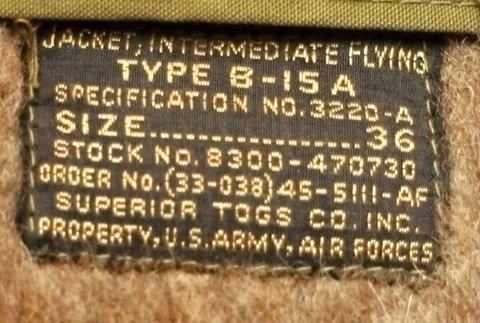 JACKET, INTERMEDIATE FLYING
TYPE B-15A
SPECIFICATION NO. 3220-A
SIZE..................36
STOCK NO. 8300-470730
ORDER NO. (33-038) 45-5111-AF
SUPERIOR TOGS CO. INC.
PROPERTY, U.S. ARMY, AIR FORCES